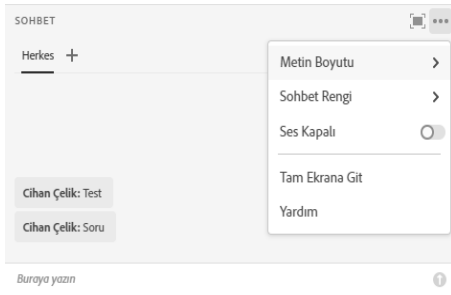 SOHBET
Herkes
Metin Boyutu
Sohbet Rengi
Ses Kapalı
Tam Ekrana Git
Yardım
Cihan Çelik: Test
Cihan Çelik: Soru
Buraya yazın